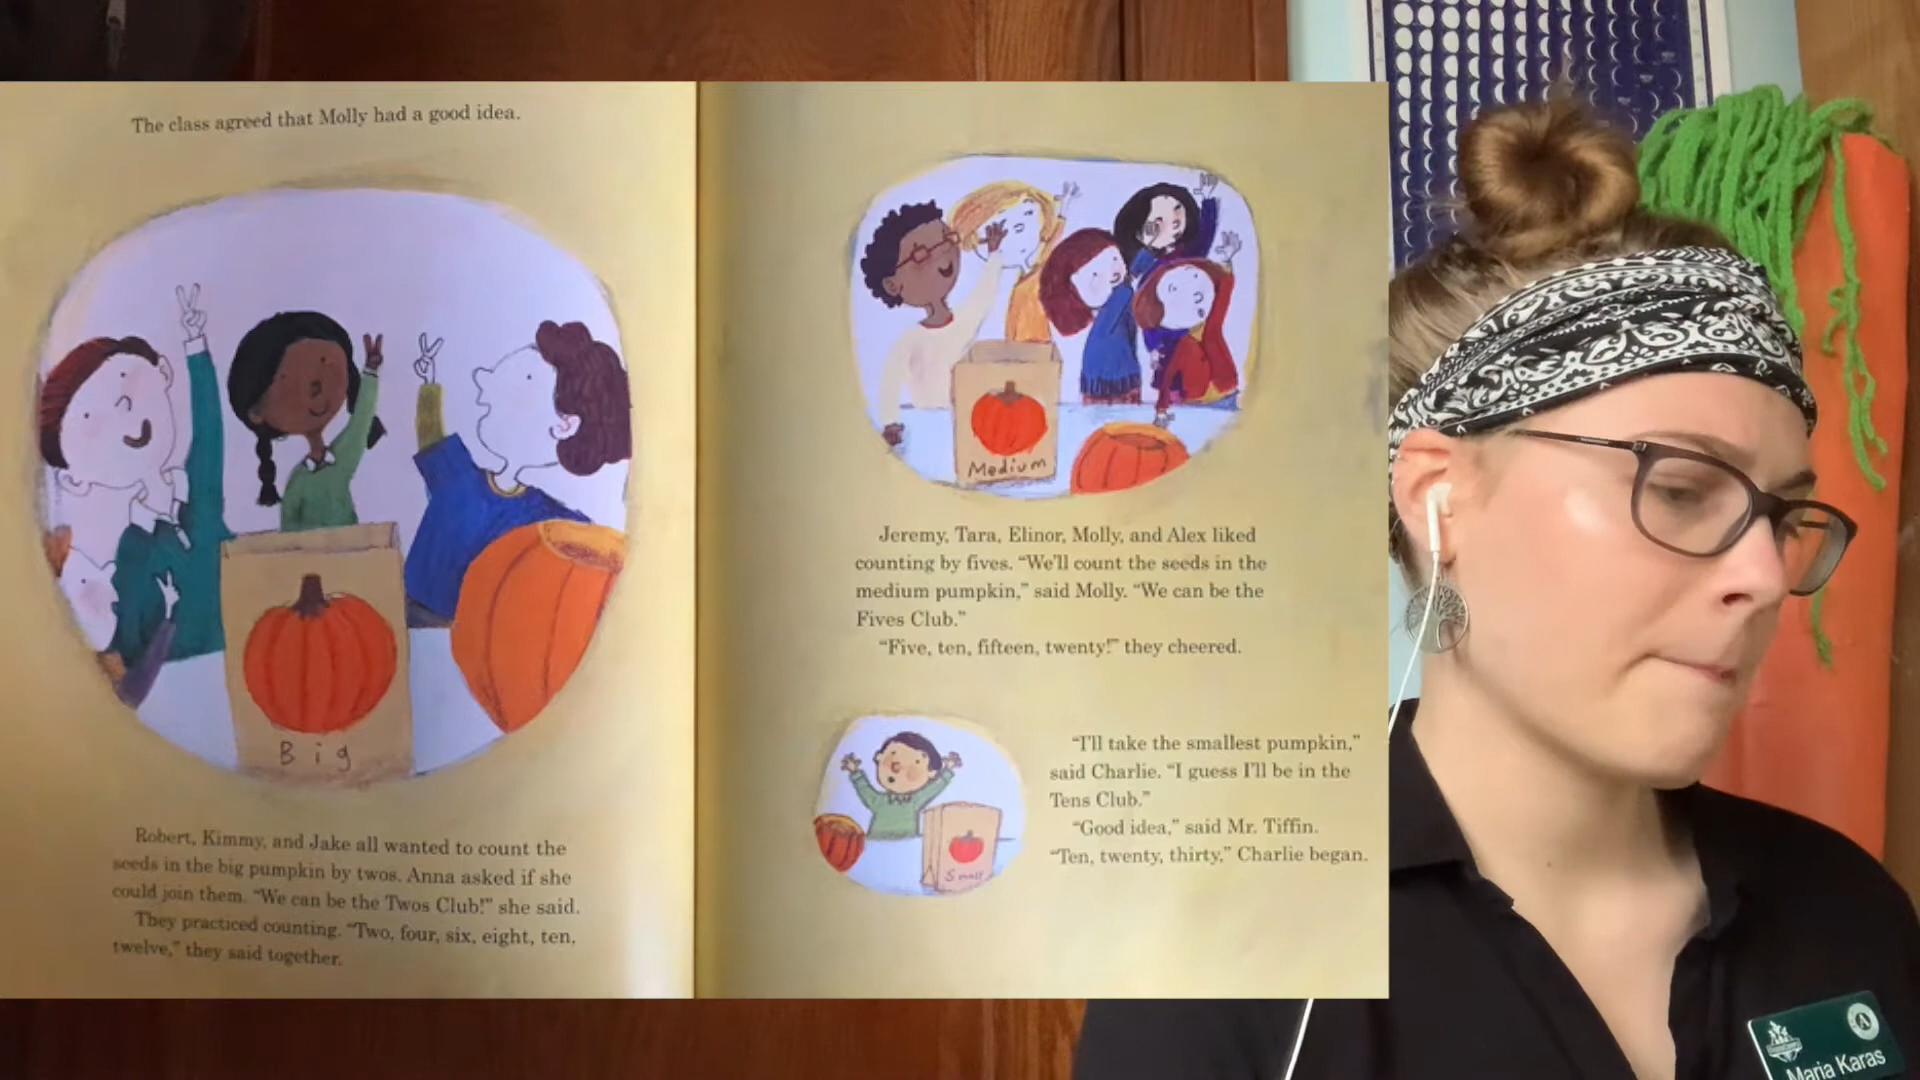 The class agreed that Molly had a good idea.
Big
Robert, Kimmy, and Jake all wanted to count the
seeds in the big pumpkin by twos. Anna asked if she
could join them. “We can be the Twos Club!” she said.
They practiced counting. “Two, four, six, eight, ten,
twelve,” they said together.
Medium
Jeremy, Tara, Elinor, Molly, and Alex liked
counting by fives. “We’ll count the seeds in the
medium pumpkin,” said Molly. “We can be the
Fives Club.”
“Five, ten, fifteen, twenty!” they cheered.
Small
“I’ll take the smallest pumpkin,”
said Charlie. “I guess I’ll be in the
Tens Club.”
“Good idea,” said Mr. Tiffin.
“Ten, twenty, thirty,” Charlie began.
A
Maria Karas